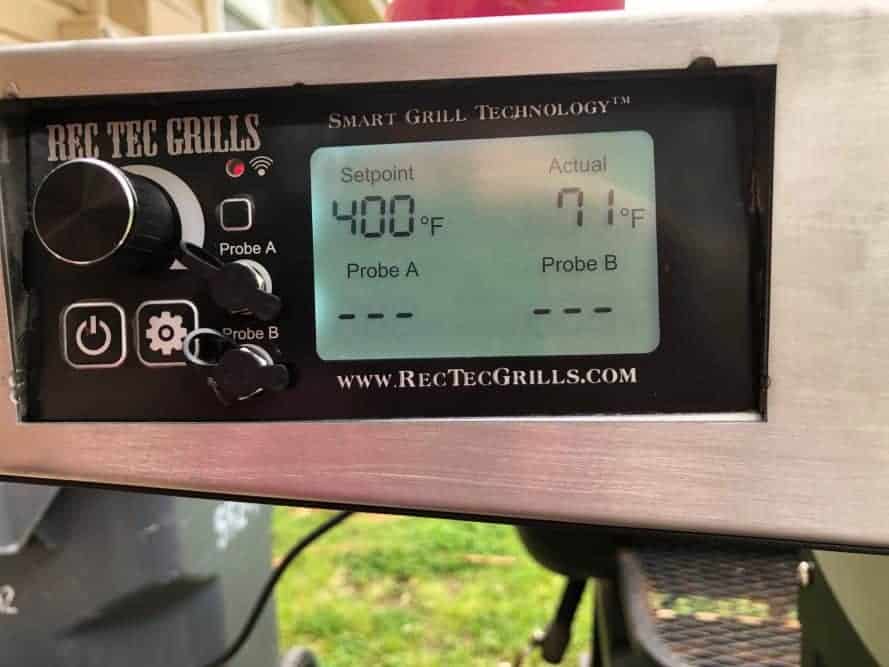 REC TEC GRILLS
SMART GRILL TECHNOLOGY™
Setpoint Actual
400°F 71°F
Probe A
Probe A Probe B
--- ---
Probe B
WWW.RECTECGRILLS.COM